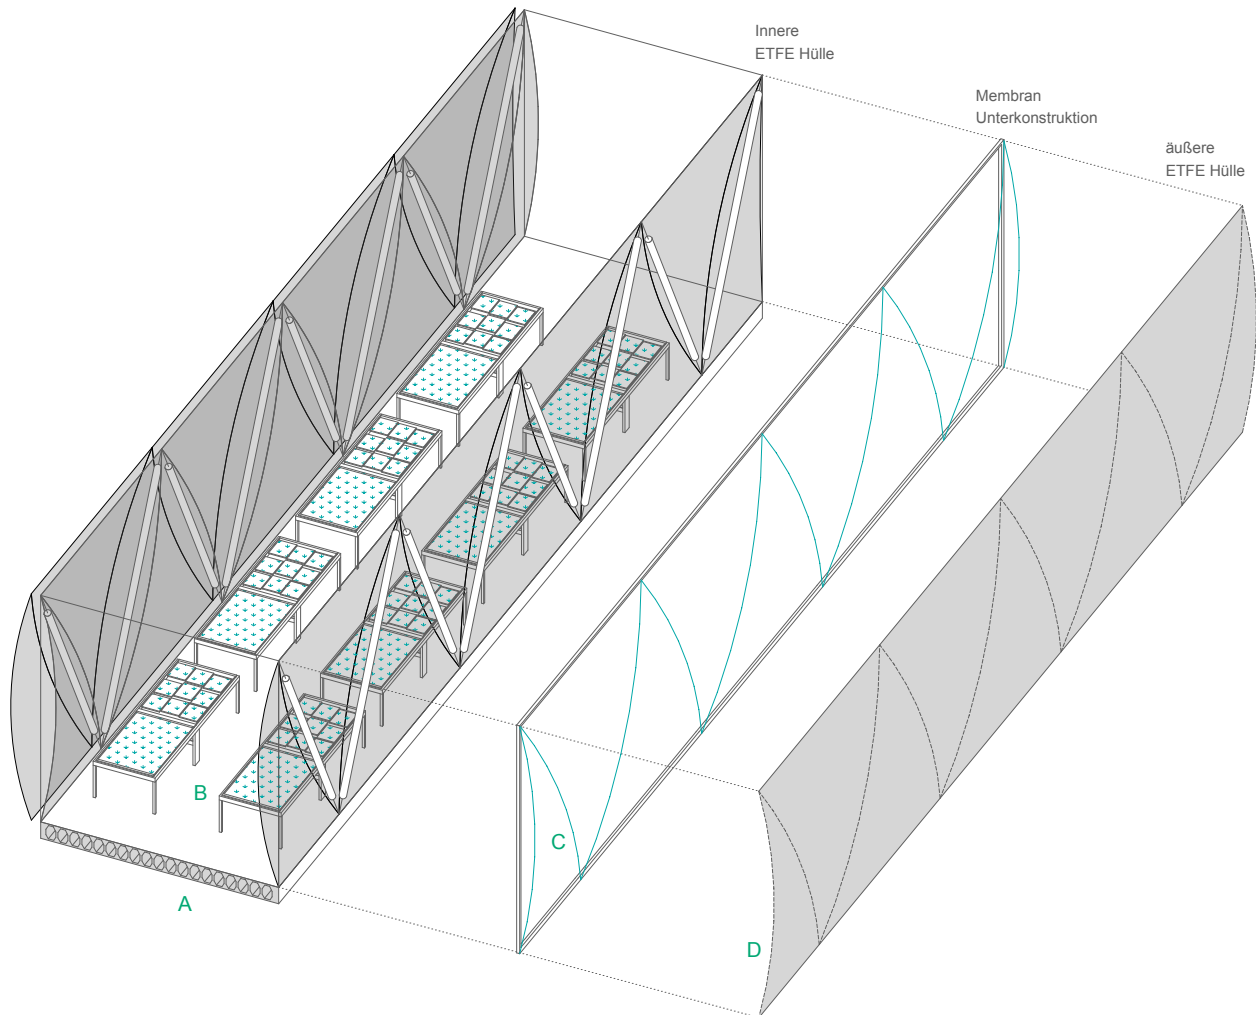 Innere
ETFE Hülle
Membran
Unterkonstruktion
äußere
ETFE Hülle
B
C
A
D